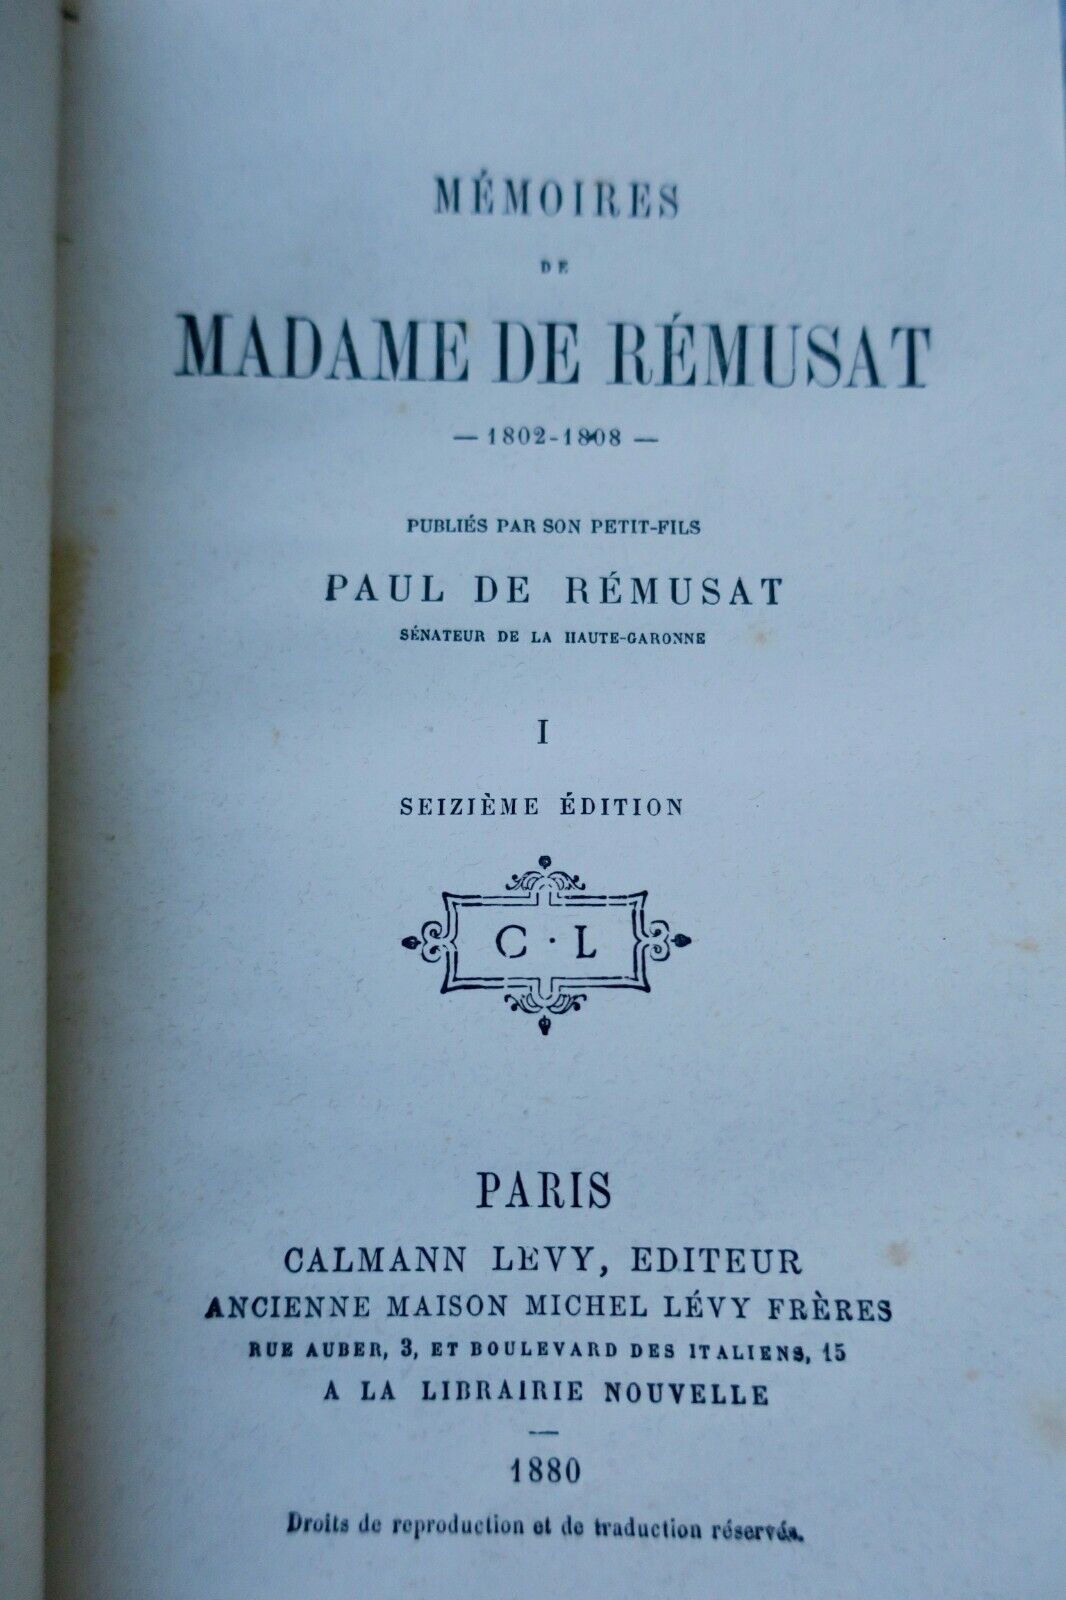 MÉMOIRES
DE
MADAME DE RÉMUSAT
— 1802-1808 —
PUBLIÉS PAR SON PETIT-FILS
PAUL DE RÉMUSAT
SÉNATEUR DE LA HAUTE-GARONNE
I
SEIZIÈME ÉDITION
C · L
PARIS
CALMANN LEVY, EDITEUR
ANCIENNE MAISON MICHEL LÉVY FRÈRES
RUE AUBER, 3, ET BOULEVARD DES ITALIENS, 15
A LA LIBRAIRIE NOUVELLE
—
1880
Droits de reproduction et de traduction réservés.